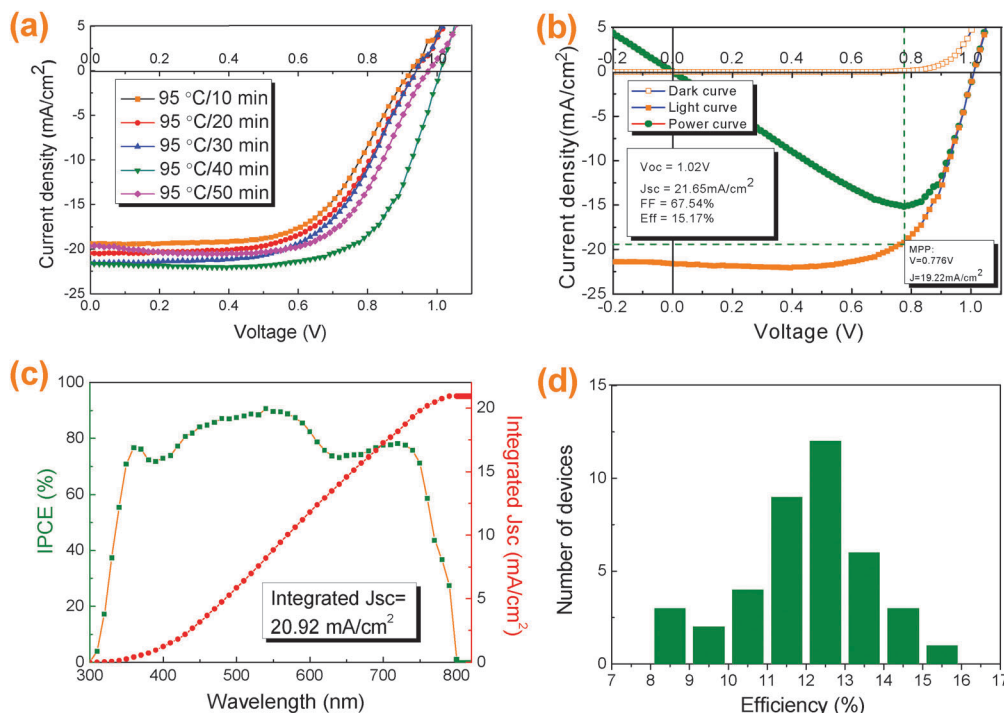 (a)
5
0
-5
-10
-15
-20
-25
Current density (mA/cm²)
0.0 0.2 0.4 0.6 0.8 1.0
95 °C/10 min
95 °C/20 min
95 °C/30 min
95 °C/40 min
95 °C/50 min
0.0 0.2 0.4 0.6 0.8 1.0
Voltage (V)
(b)
5
0
-5
-10
-15
-20
-25
Current density(mA/cm²)
-0.2 0.0 0.2 0.4 0.6 0.8 1.0
Dark curve
Light curve
Power curve
Voc = 1.02V
Jsc = 21.65mA/cm²
FF = 67.54%
Eff = 15.17%
MPP:
V=0.776V
J=19.22mA/cm²
-0.2 0.0 0.2 0.4 0.6 0.8 1.0
Voltage (V)
(c)
100
80
60
40
20
0
IPCE (%)
20
15
10
5
0
Integrated Jsc (mA/cm²)
Integrated Jsc=
20.92 mA/cm²
300 400 500 600 700 800
Wavelength (nm)
(d)
15
10
5
0
Number of devices
7 8 9 10 11 12 13 14 15 16 17
Efficiency (%)